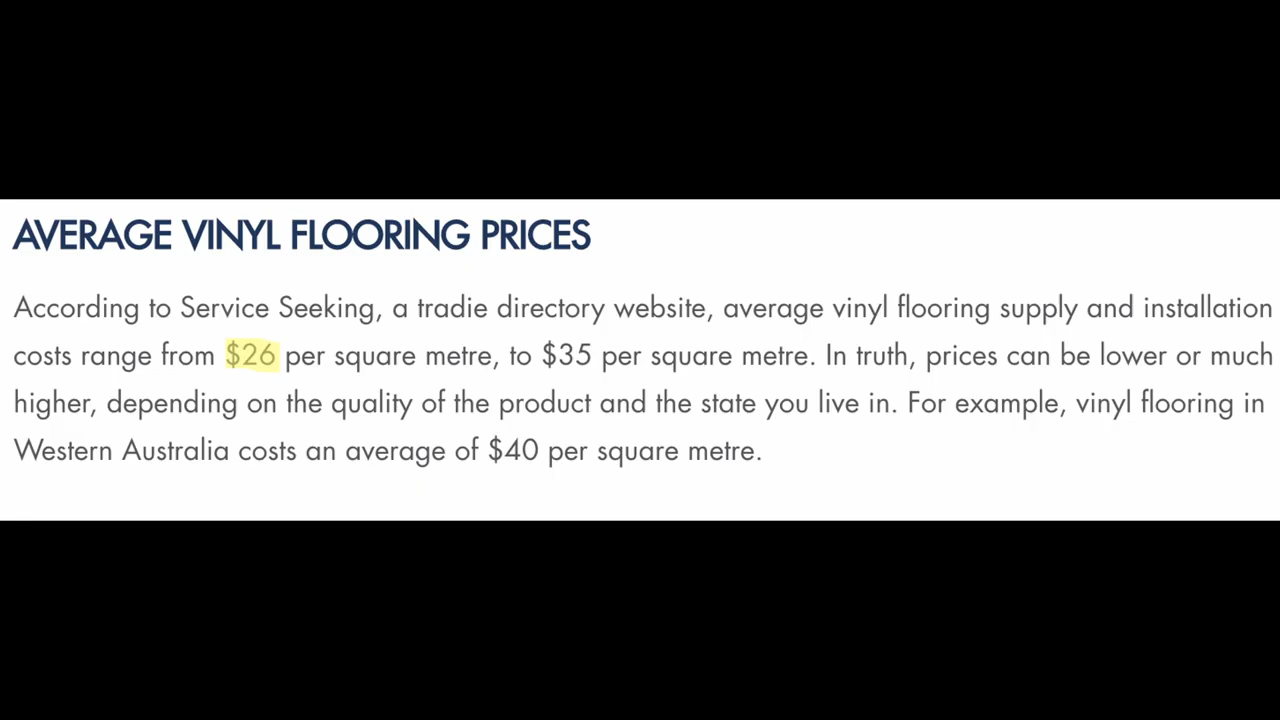 AVERAGE VINYL FLOORING PRICES
According to Service Seeking, a tradie directory website, average vinyl flooring supply and installation
costs range from $26 per square metre, to $35 per square metre. In truth, prices can be lower or much
higher, depending on the quality of the product and the state you live in. For example, vinyl flooring in
Western Australia costs an average of $40 per square metre.